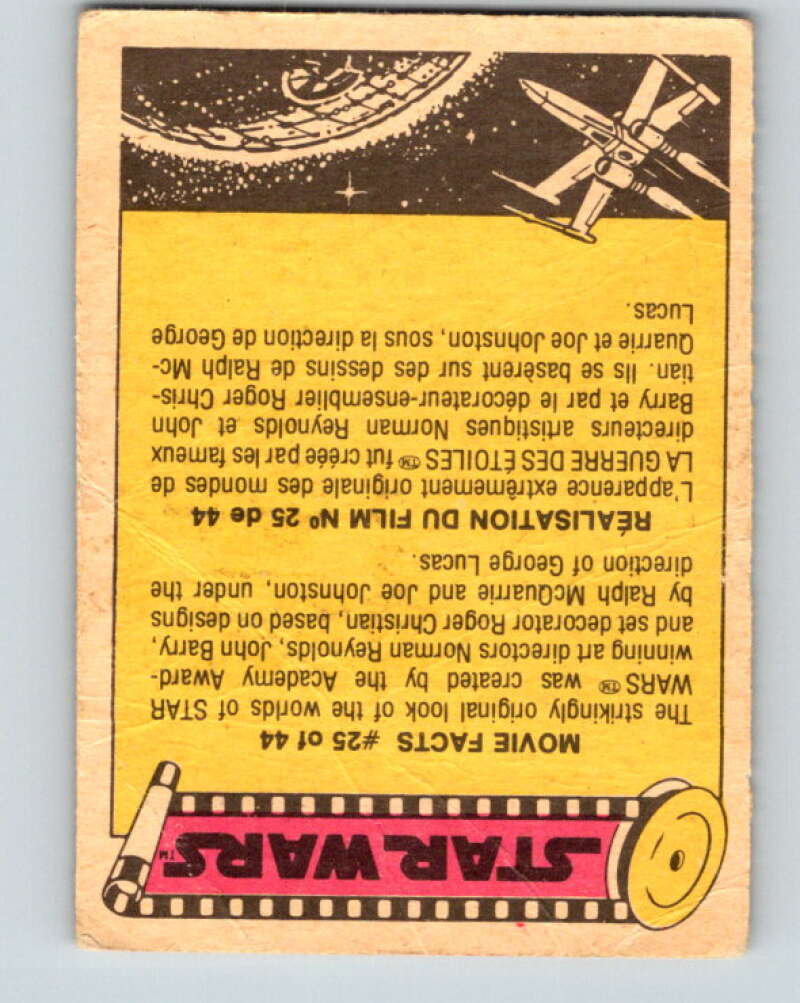 STAR WARS™
MOVIE FACTS #25 of 44
The strikingly original look of the worlds of STAR
WARS™ was created by the Academy Award-
winning art directors Norman Reynolds, John Barry,
and set decorator Roger Christian, based on designs
by Ralph McQuarrie and Joe Johnston, under the
direction of George Lucas.
RÉALISATION DU FILM Nº 25 de 44
L'apparence extrêmement originale des mondes de
LA GUERRE DES ÉTOILES™ fut créée par les fameux
directeurs artistiques Norman Reynolds et John
Barry et par le décorateur-ensemblier Roger Chris-
tian. Ils se basèrent sur des dessins de Ralph Mc-
Quarrie et Joe Johnston, sous la direction de George
Lucas.